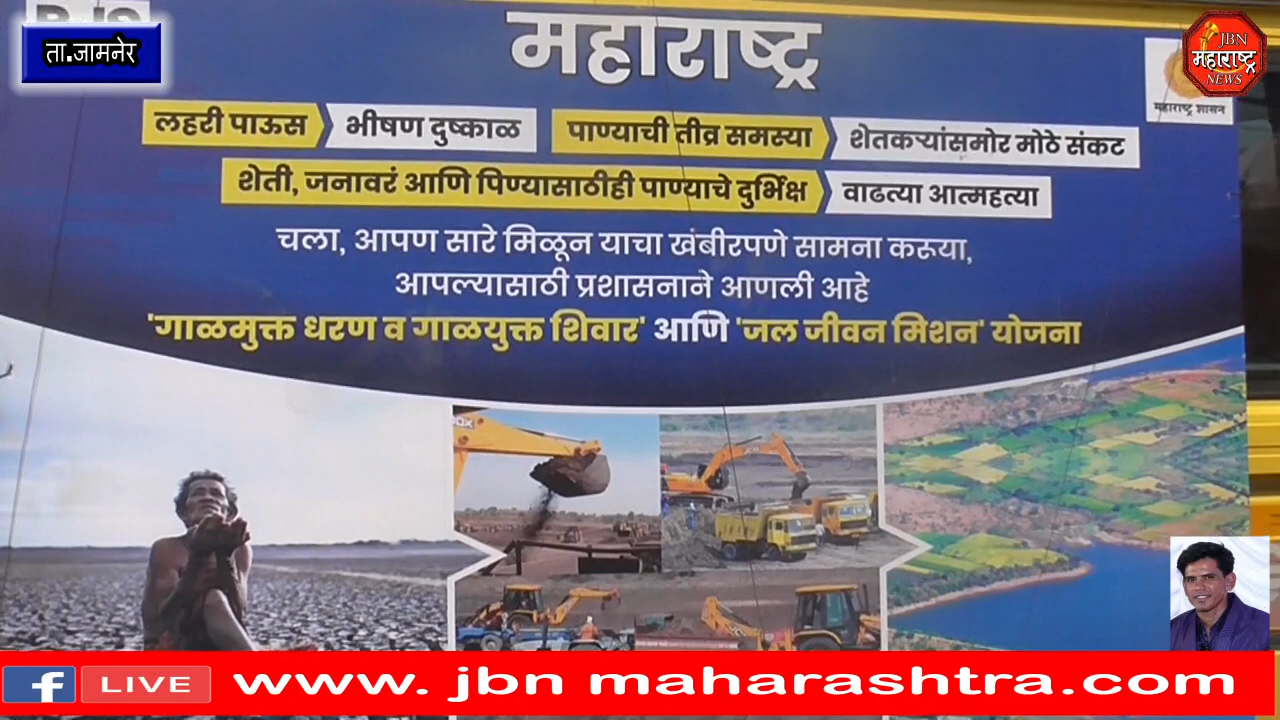 ता.जामनेर
महाराष्ट्र
JBN
महाराष्ट्र
NEWS
महाराष्ट्र शासन
लहरी पाऊस भीषण दुष्काळ पाण्याची तीव्र समस्या शेतकऱ्यांसमोर मोठे संकट
शेती, जनावरं आणि पिण्यासाठीही पाण्याचे दुर्भिक्ष वाढत्या आत्महत्या
चला, आपण सारे मिळून याचा खंबीरपणे सामना करूया,
आपल्यासाठी प्रशासनाने आणली आहे
'गाळमुक्त धरण व गाळयुक्त शिवार' आणि 'जल जीवन मिशन' योजना
f LIVE www. jbn maharashtra.com